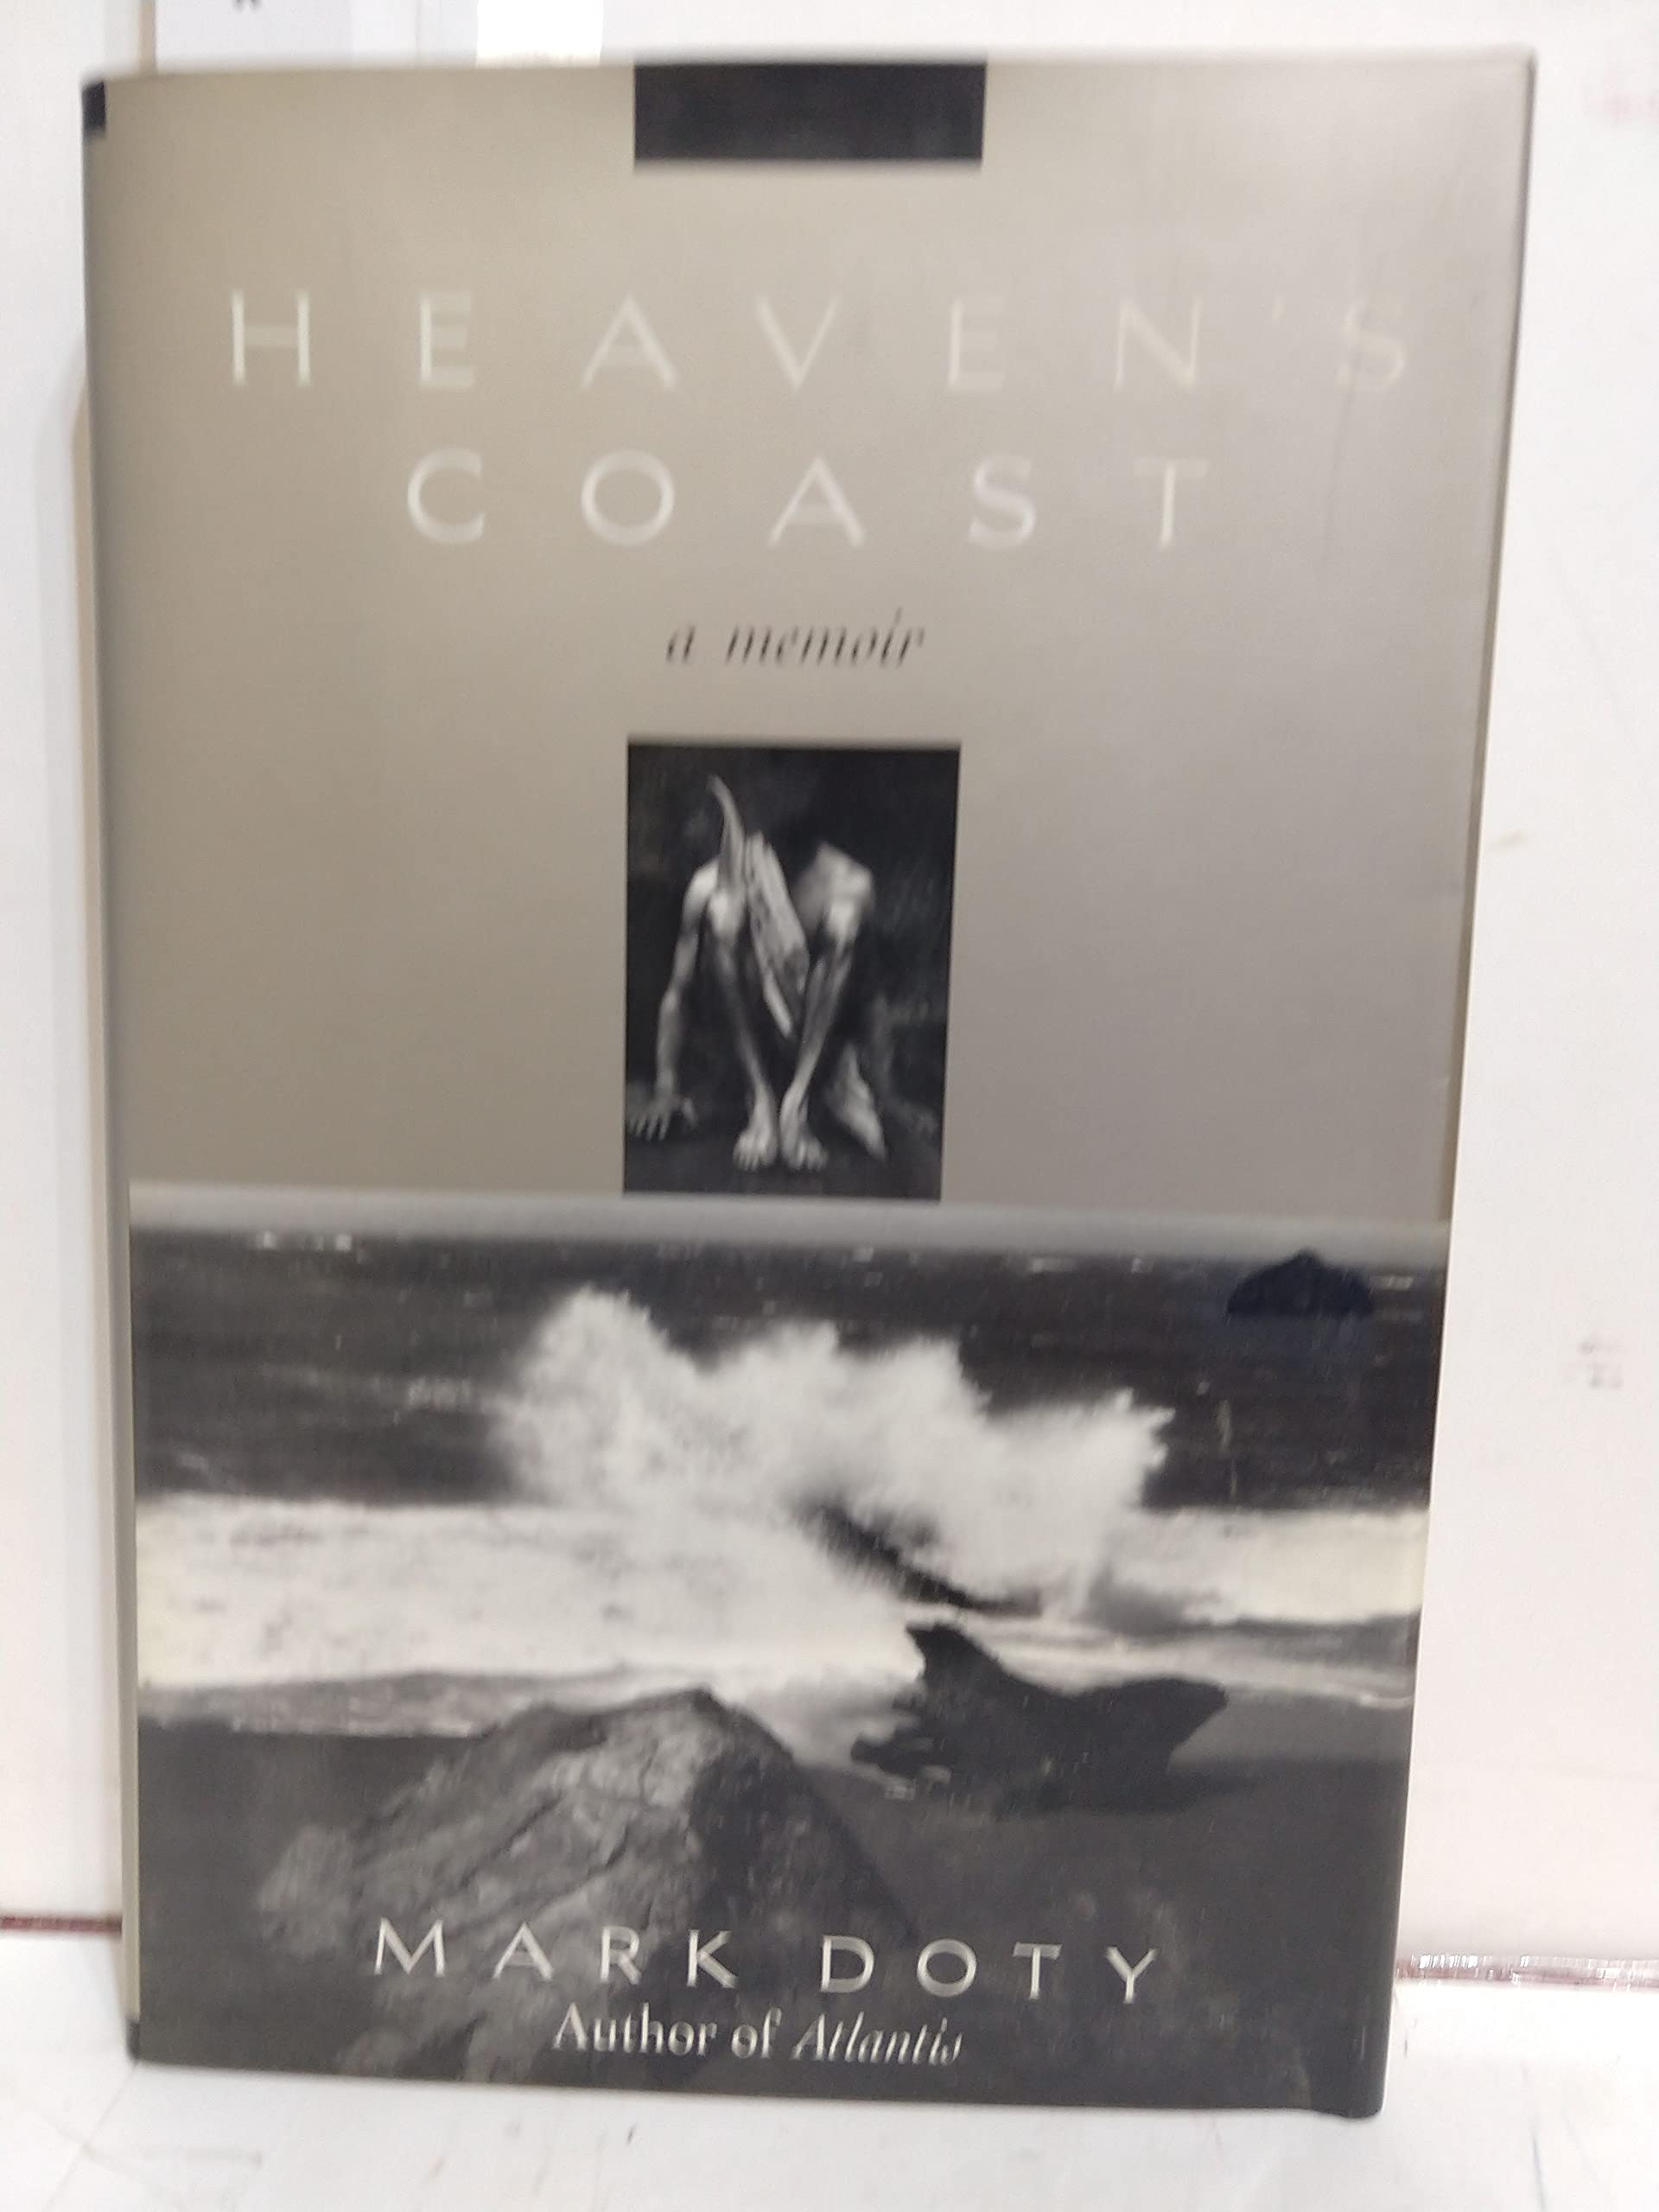 HEAVEN'S
COAST
a memoir
MARK DOTY
Author of Atlantis